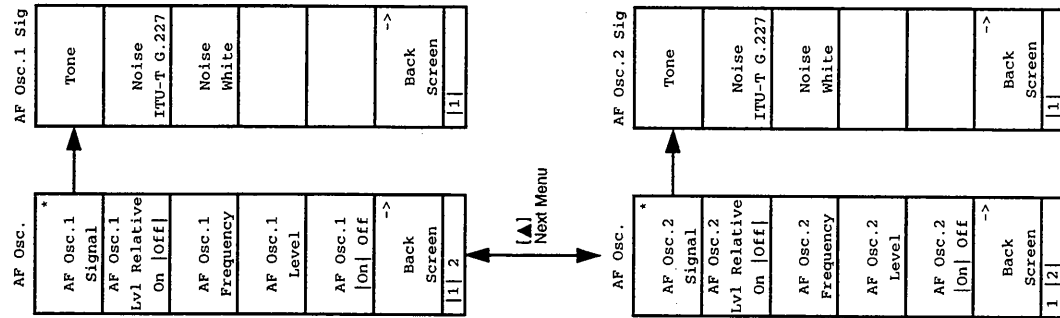 AF Osc.
*
AF Osc.1
Signal
AF Osc.1
Lvl Relative
On |Off|
AF Osc.1
Frequency
AF Osc.1
Level
AF Osc.1
|On| Off
->
Back
Screen
|1| 2
AF Osc.1 Sig
Tone
Noise
ITU-T G.227
Noise
White
->
Back
Screen
|1|
[▲]
Next Menu
AF Osc.
*
AF Osc.2
Signal
AF Osc.2
Lvl Relative
On |Off|
AF Osc.2
Frequency
AF Osc.2
Level
AF Osc.2
|On| Off
->
Back
Screen
1 |2|
AF Osc.2 Sig
Tone
Noise
ITU-T G.227
Noise
White
->
Back
Screen
|1|